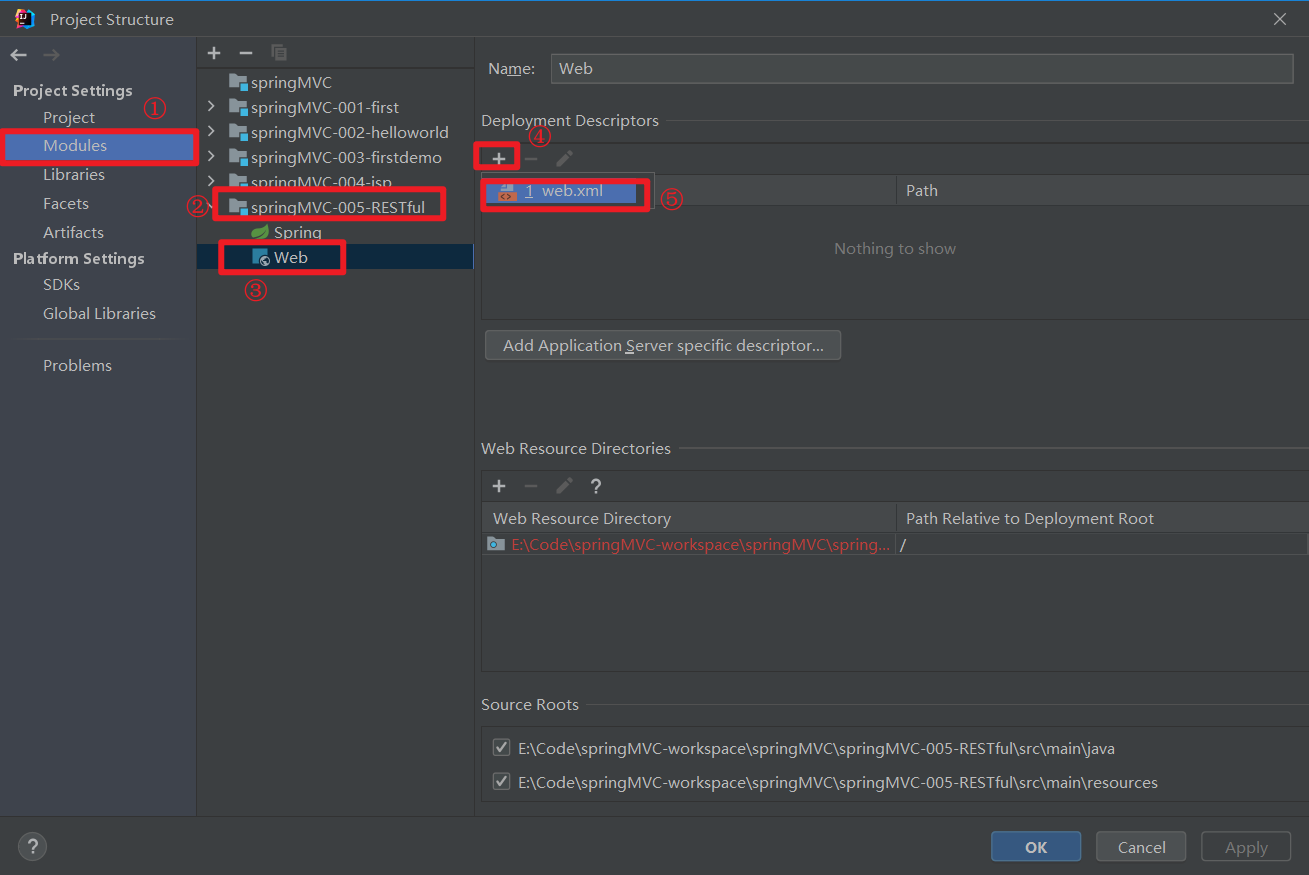 Project Structure
Project Settings
①
Project
Modules
Libraries
Facets
Artifacts
Platform Settings
SDKs
Global Libraries
Problems
springMVC
springMVC-001-first
springMVC-002-helloworld
springMVC-003-firstdemo
springMVC-004-jsp
②
springMVC-005-RESTful
Spring
Web
③
Name: Web
Deployment Descriptors
④
1 web.xml
⑤
Path
Nothing to show
Add Application Server specific descriptor...
Web Resource Directories
?
Web Resource Directory Path Relative to Deployment Root
E:\Code\springMVC-workspace\springMVC\spring... /
Source Roots
E:\Code\springMVC-workspace\springMVC\springMVC-005-RESTful\src\main\java
E:\Code\springMVC-workspace\springMVC\springMVC-005-RESTful\src\main\resources
?
OK Cancel Apply